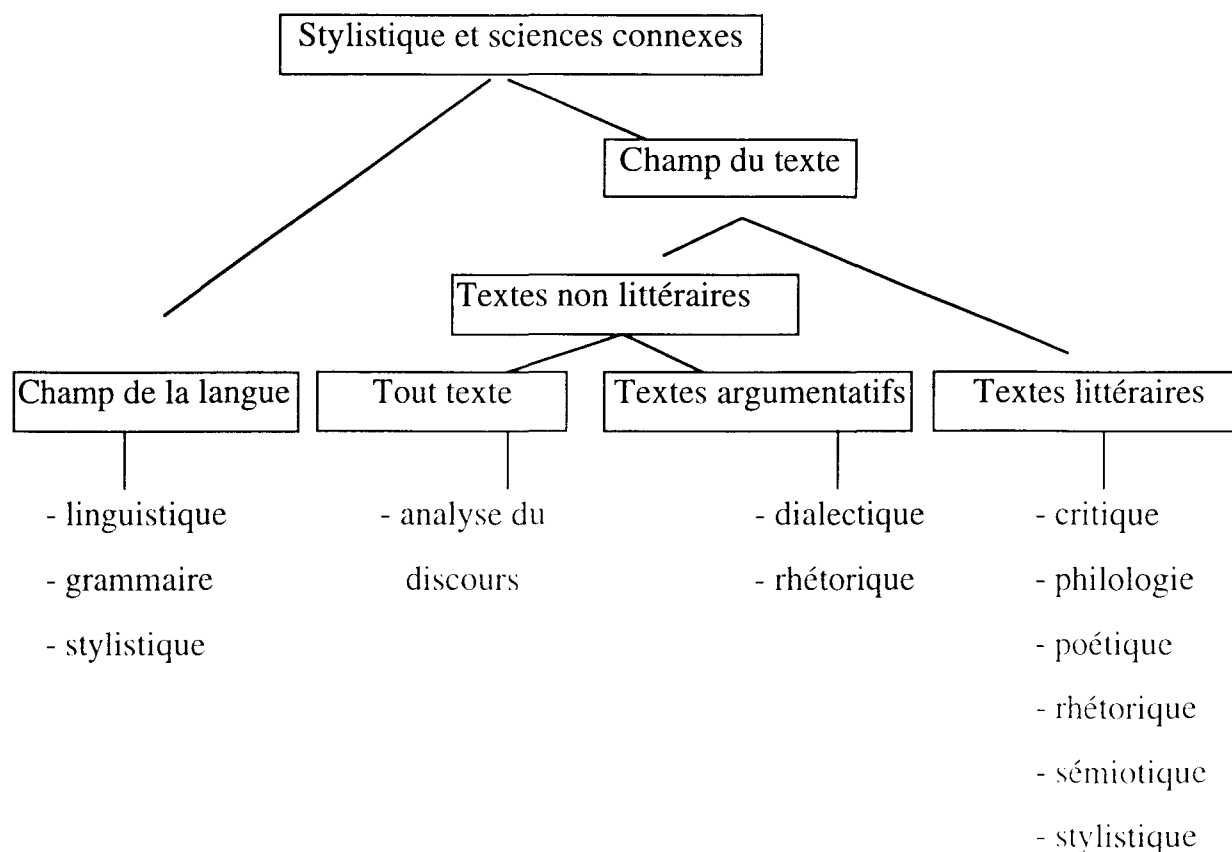 Stylistique et sciences connexes
Champ du texte
Textes non littéraires
Champ de la langue
Tout texte
Textes argumentatifs
Textes littéraires
- linguistique
- grammaire
- stylistique
- analyse du
discours
- dialectique
- rhétorique
- critique
- philologie
- poétique
- rhétorique
- sémiotique
- stylistique